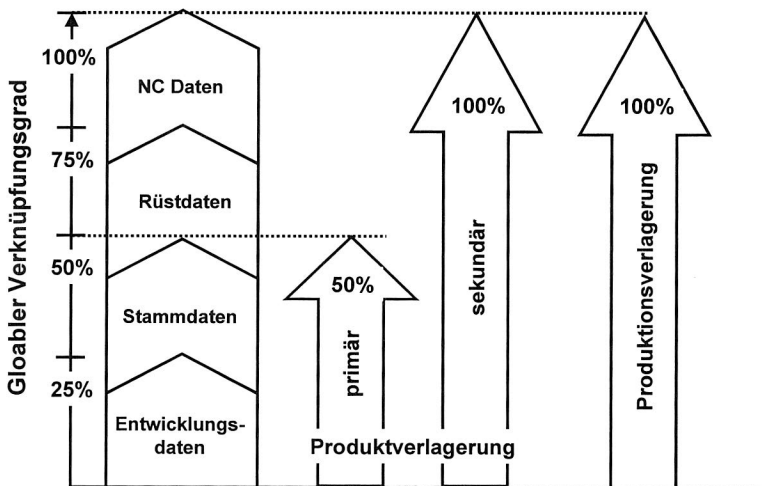 Gloabler Verknüpfungsgrad
100%
75%
50%
25%
NC Daten
Rüstdaten
Stammdaten
Entwicklungs-
daten
50%
primär
100%
sekundär
Produktverlagerung
100%
Produktionsverlagerung